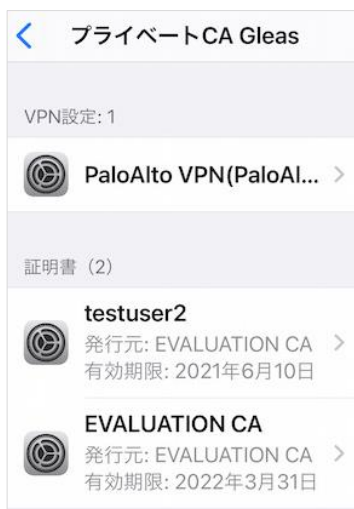 プライベートCA Gleas
VPN設定: 1
PaloAlto VPN(PaloAl...
証明書（2）
testuser2
発行元: EVALUATION CA
有効期限: 2021年6月10日
EVALUATION CA
発行元: EVALUATION CA
有効期限: 2022年3月31日